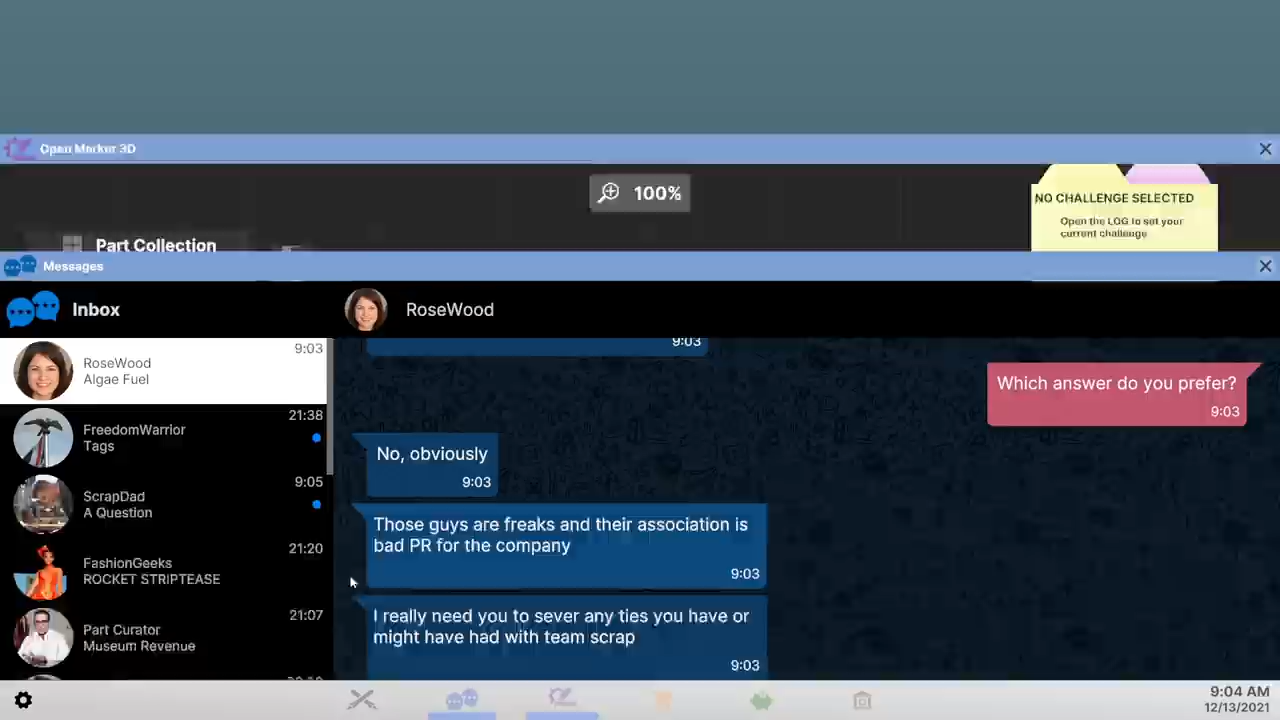 Open Marker 3D
100%
NO CHALLENGE SELECTED
Open the LOG to set your
current challenge
Part Collection
Messages
Inbox
RoseWood
9:03
RoseWood
Algae Fuel
9:03
Which answer do you prefer?
9:03
21:38
FreedomWarrior
Tags
No, obviously
9:03
9:05
ScrapDad
A Question
Those guys are freaks and their association is
bad PR for the company
9:03
21:20
FashionGeeks
ROCKET STRIPTEASE
21:07
Part Curator
Museum Revenue
I really need you to sever any ties you have or
might have had with team scrap
9:03
9:04 AM
12/13/2021